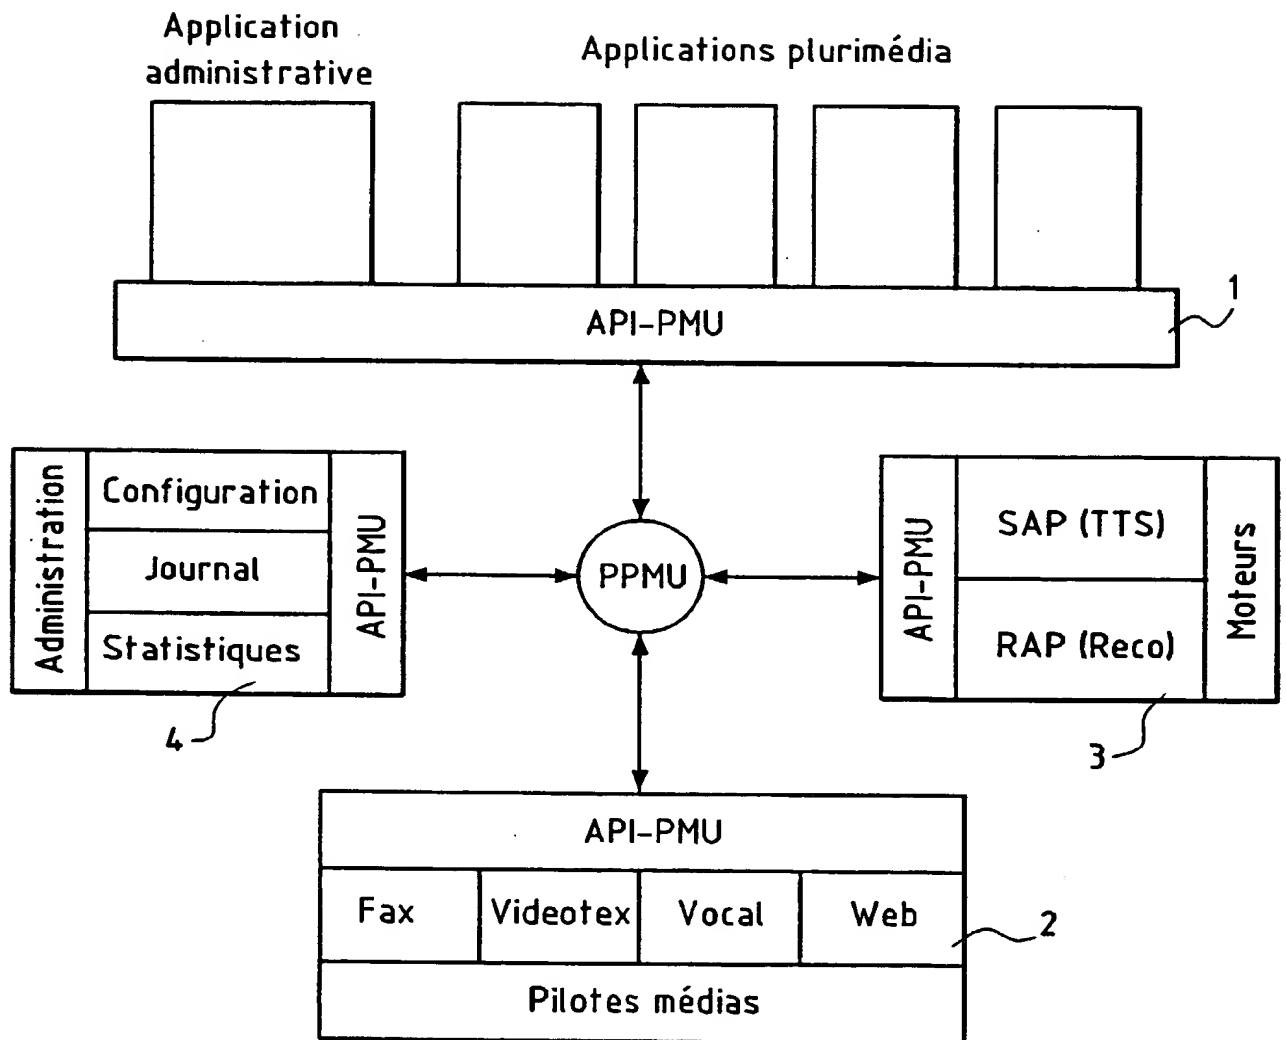 Application
administrative
Applications plurimédia
API-PMU
1
Administration
Configuration
Journal
Statistiques
API-PMU
4
PPMU
API-PMU
SAP (TTS)
RAP (Reco)
Moteurs
3
API-PMU
Fax
Videotex
Vocal
Web
2
Pilotes médias